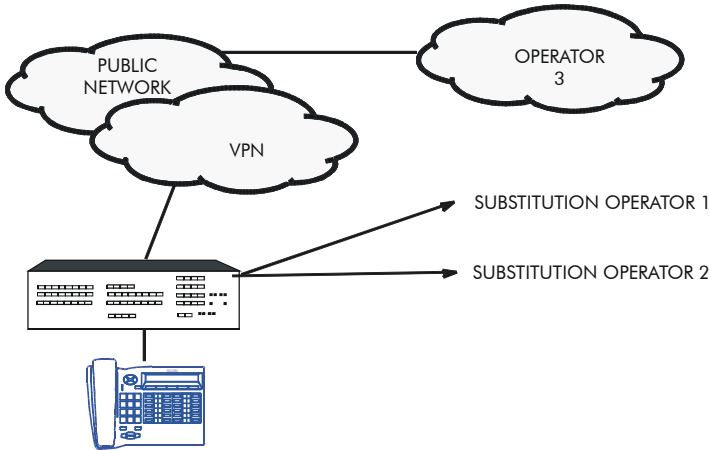 PUBLIC
NETWORK
OPERATOR
3
VPN
SUBSTITUTION OPERATOR 1
SUBSTITUTION OPERATOR 2